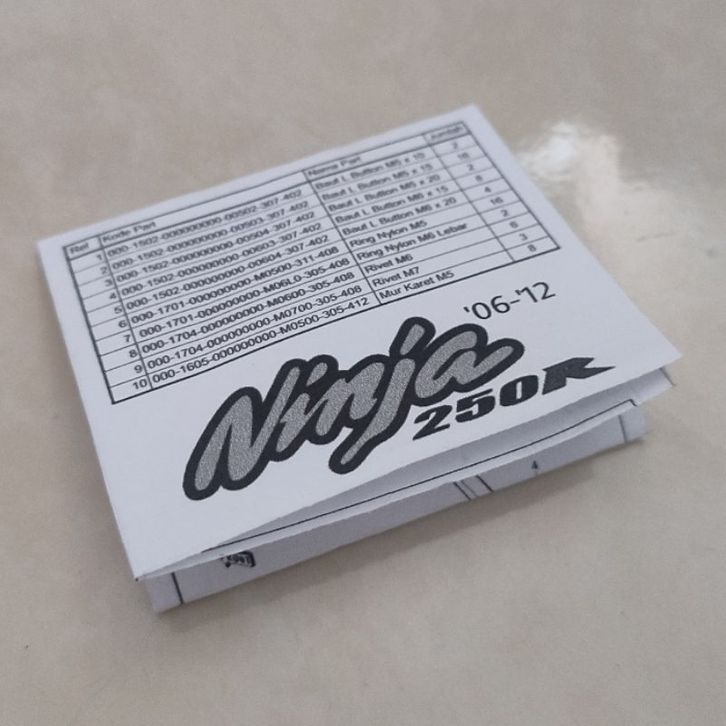 Ref Kode Part Name Part Jumlah
1 000-1502-000000000-00502-307-402 Baut L Button M5 x 10 2
2 000-1502-000000000-00503-307-402 Baut L Button M5 x 15 16
3 000-1502-000000000-00504-307-402 Baut L Button M5 x 20 2
4 000-1502-000000000-00603-307-402 Baut L Button M6 x 15 8
5 000-1502-000000000-00604-307-402 Baut L Button M6 x 20 4
6 000-1701-000000000-M0500-311-408 Ring Nylon M5 16
7 000-1701-000000000-M06L0-305-408 Ring Nylon M6 Lebar 2
8 000-1704-000000000-M0600-305-408 Rivet M6 6
9 000-1704-000000000-M0700-305-408 Rivet M7 3
10 000-1605-000000000-M0500-305-412 Mur Karet M5 8
'06-'12
Ninja
250R
4